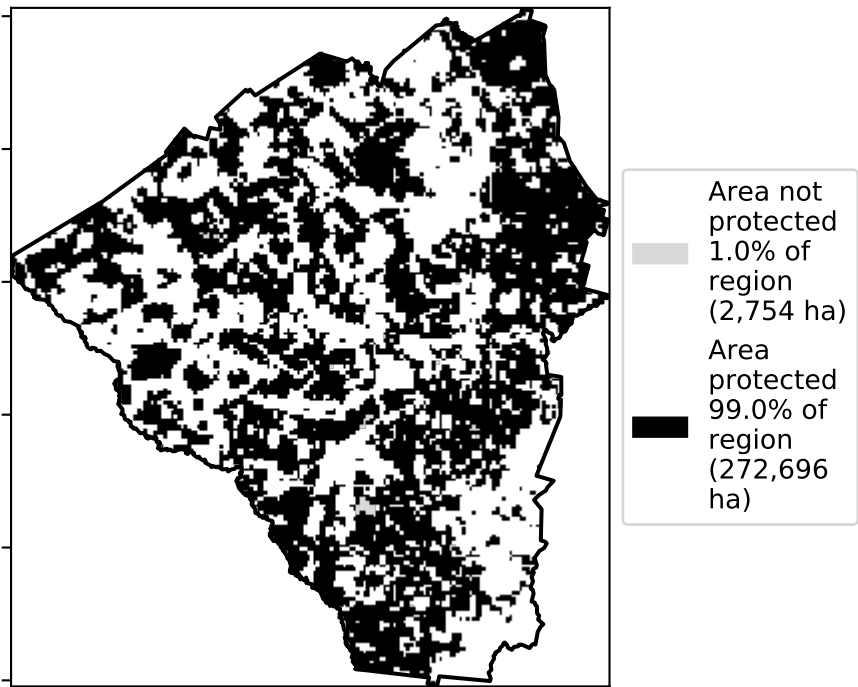 Area not
protected
1.0% of
region
(2,754 ha)
Area
protected
99.0% of
region
(272,696
ha)